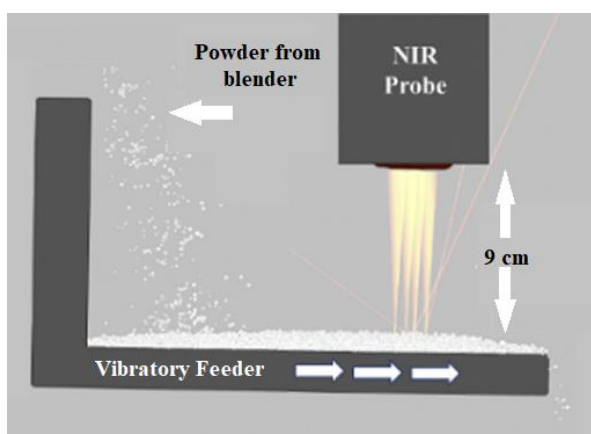 Powder from
blender
NIR
Probe
9 cm
Vibratory Feeder